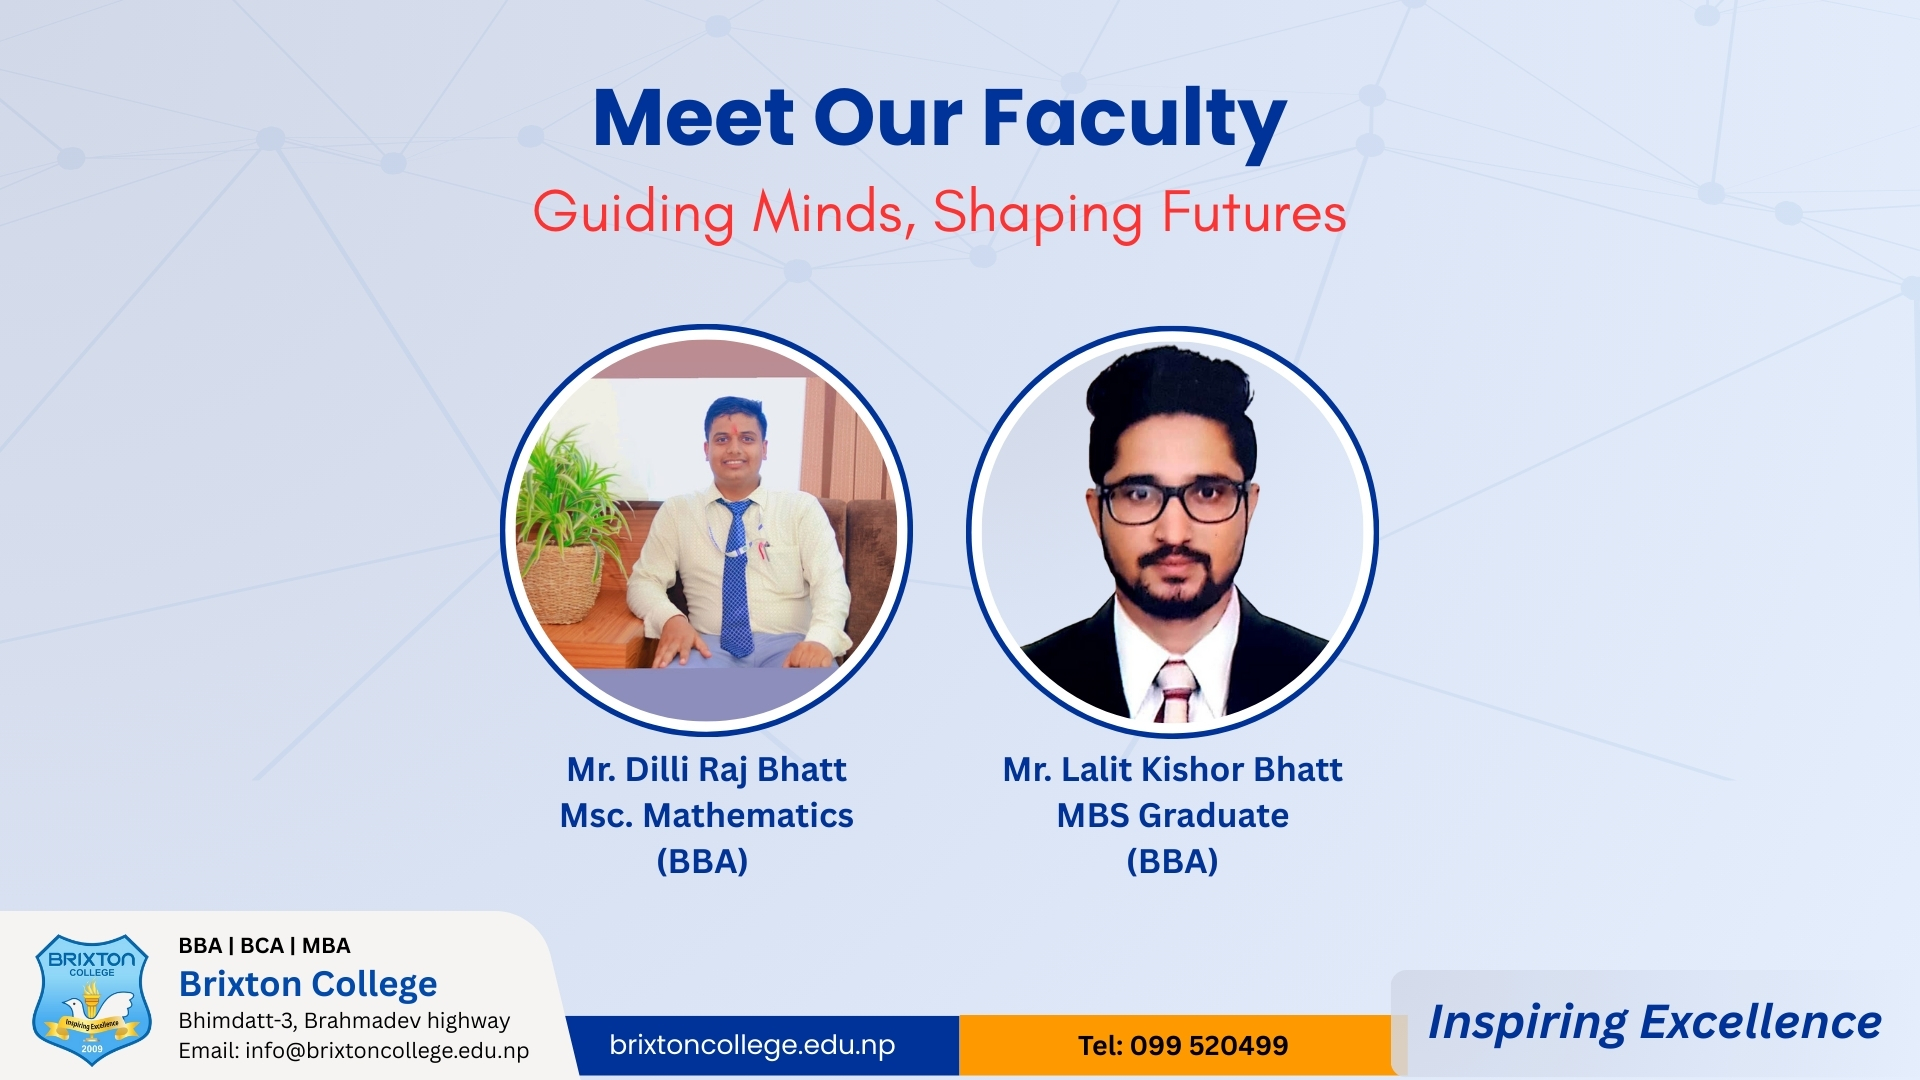 Meet Our Faculty
Guiding Minds, Shaping Futures
Mr. Dilli Raj Bhatt
Msc. Mathematics
(BBA)
Mr. Lalit Kishor Bhatt
MBS Graduate
(BBA)
BRIXTON
COLLEGE
Inspiring Excellence
2009
BBA | BCA | MBA
Brixton College
Bhimdatt-3, Brahmadev highway
Email: info@brixtoncollege.edu.np
brixtoncollege.edu.np
Tel: 099 520499
Inspiring Excellence